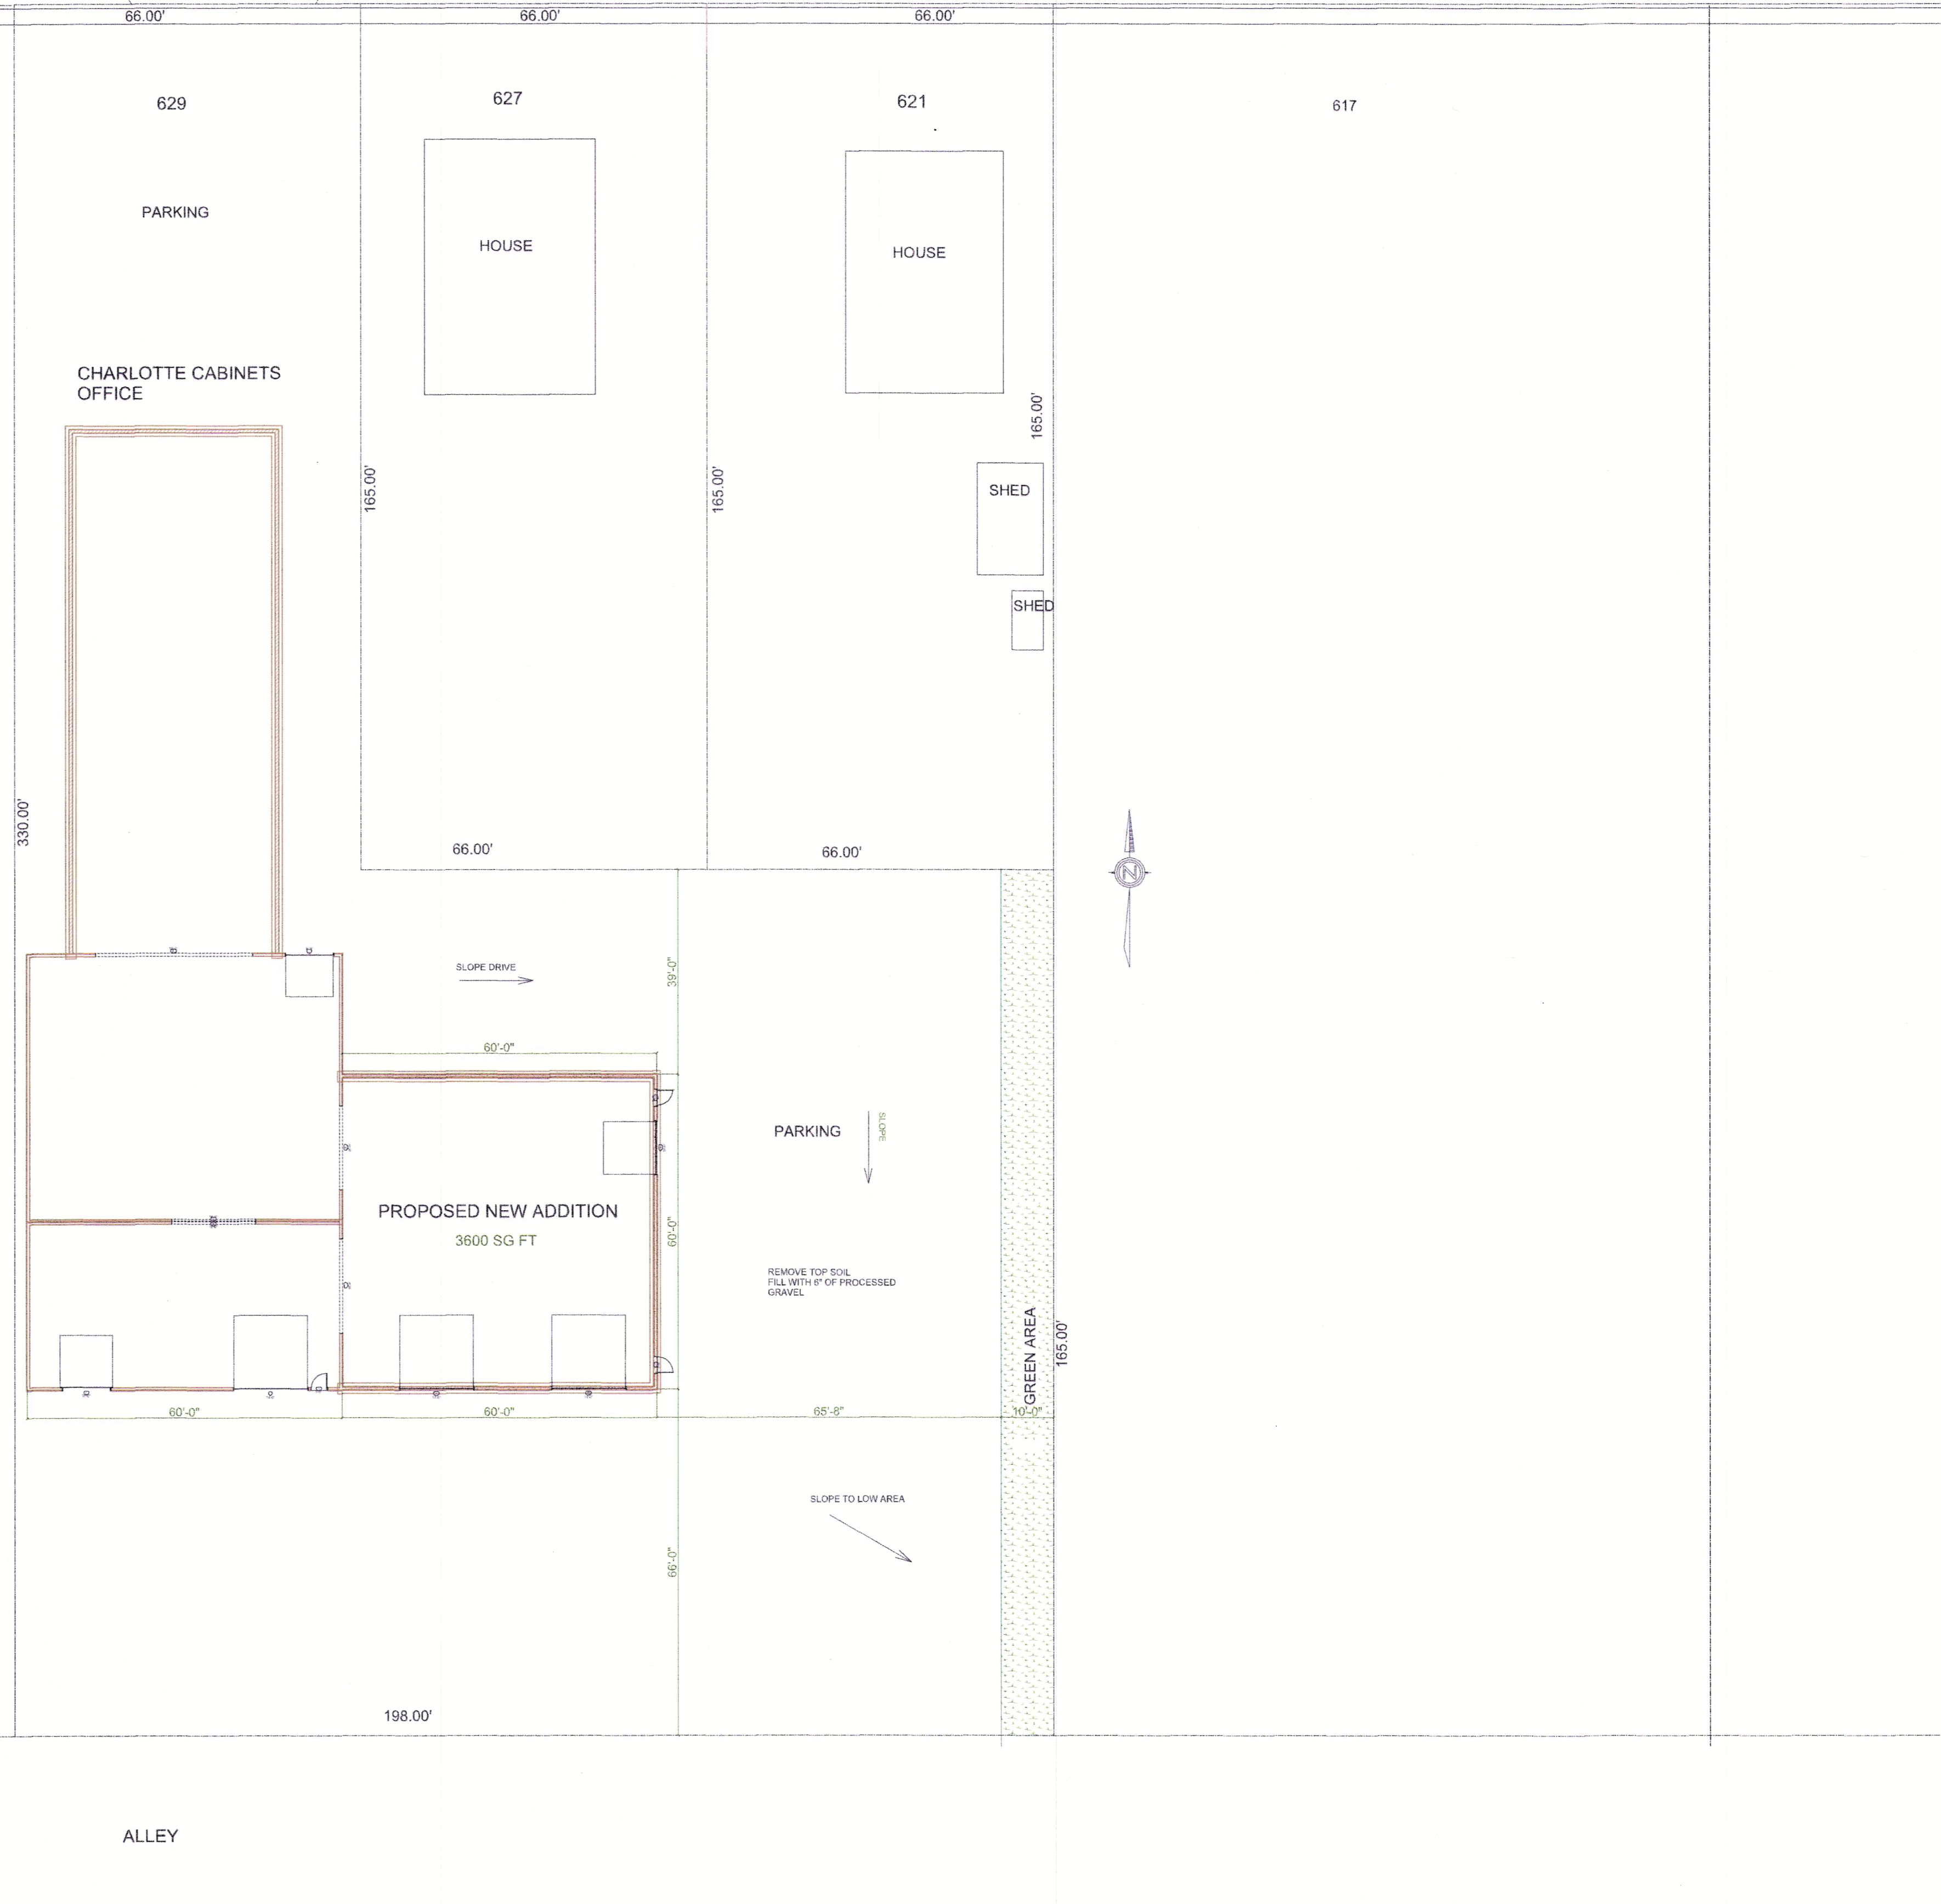 66.00'
66.00'
66.00'
629
627
621
617
PARKING
HOUSE
HOUSE
CHARLOTTE CABINETS
OFFICE
165.00'
165.00'
165.00'
SHED
SHED
330.00'
66.00'
66.00'
N
SLOPE DRIVE
39'-0"
60'-0"
PARKING
SLOPE
PROPOSED NEW ADDITION
3600 SG FT
60'-0"
REMOVE TOP SOIL
FILL WITH 6" OF PROCESSED
GRAVEL
GREEN AREA
165.00'
60'-0"
60'-0"
65'-8"
10'-0"
SLOPE TO LOW AREA
66'-0"
198.00'
ALLEY